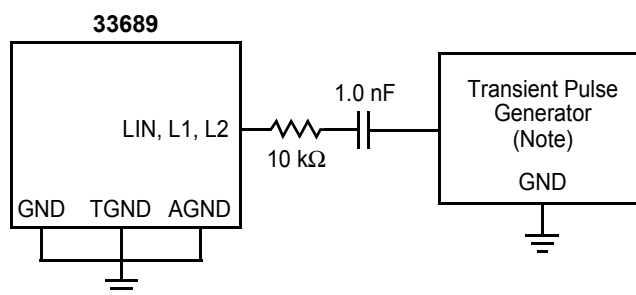 33689
LIN, L1, L2
GND TGND AGND
10 kΩ
1.0 nF
Transient Pulse
Generator
(Note)
GND